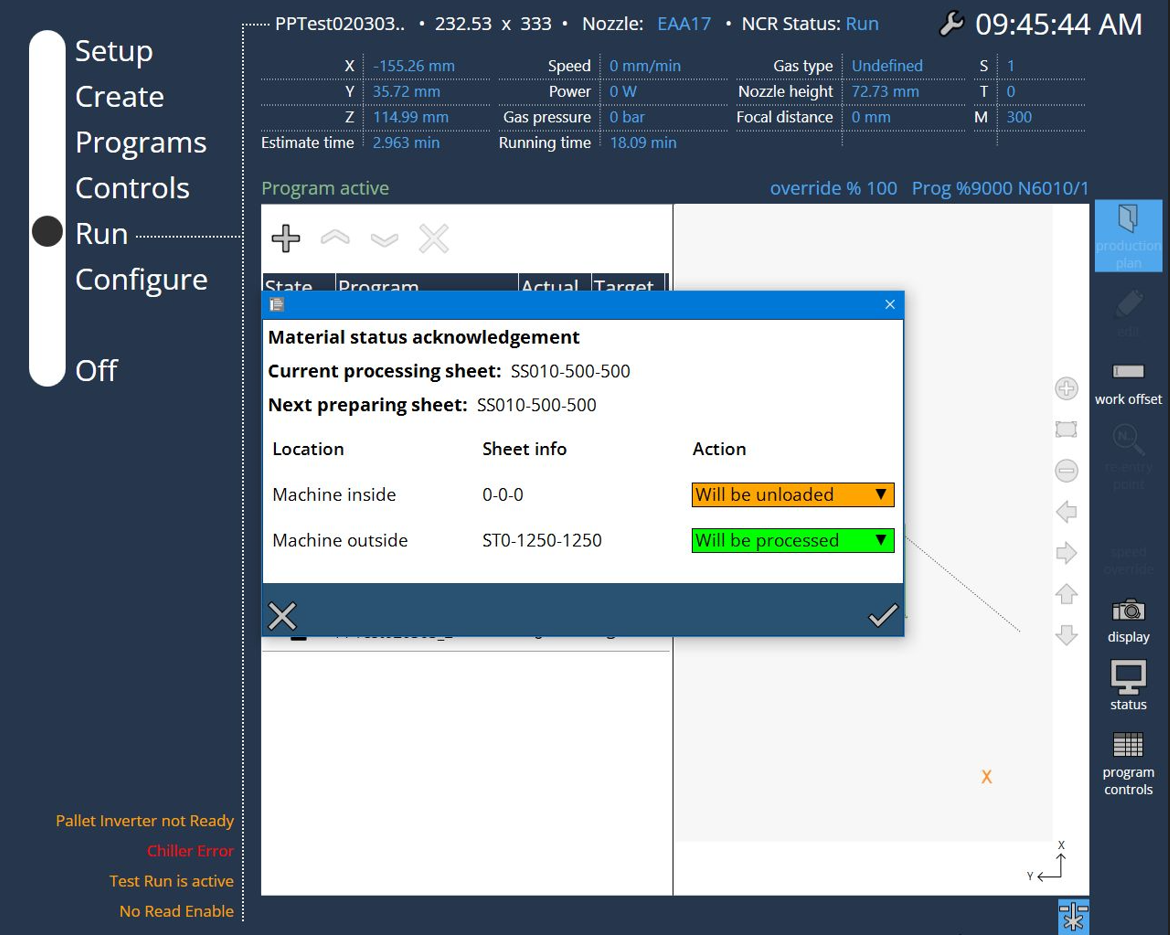 PPTest020303.. • 232.53 x 333 • Nozzle: EAA17 • NCR Status: Run 09:45:44 AM
Setup
Create
Programs
Controls
Run
Configure
Off
X -155.26 mm Speed 0 mm/min Gas type Undefined S 1
Y 35.72 mm Power 0 W Nozzle height 72.73 mm T 0
Z 114.99 mm Gas pressure 0 bar Focal distance 0 mm M 300
Estimate time 2.963 min Running time 18.09 min
Program active override % 100 Prog %9000 N6010/1
State Program Actual Target
Material status acknowledgement
Current processing sheet: SS010-500-500
Next preparing sheet: SS010-500-500
Location Sheet info Action
Machine inside 0-0-0 Will be unloaded
Machine outside ST0-1250-1250 Will be processed
production
plan
edit
work offset
N..
re-entry
point
speed
override
display
status
program
controls
X
X
Y
Pallet Inverter not Ready
Chiller Error
Test Run is active
No Read Enable